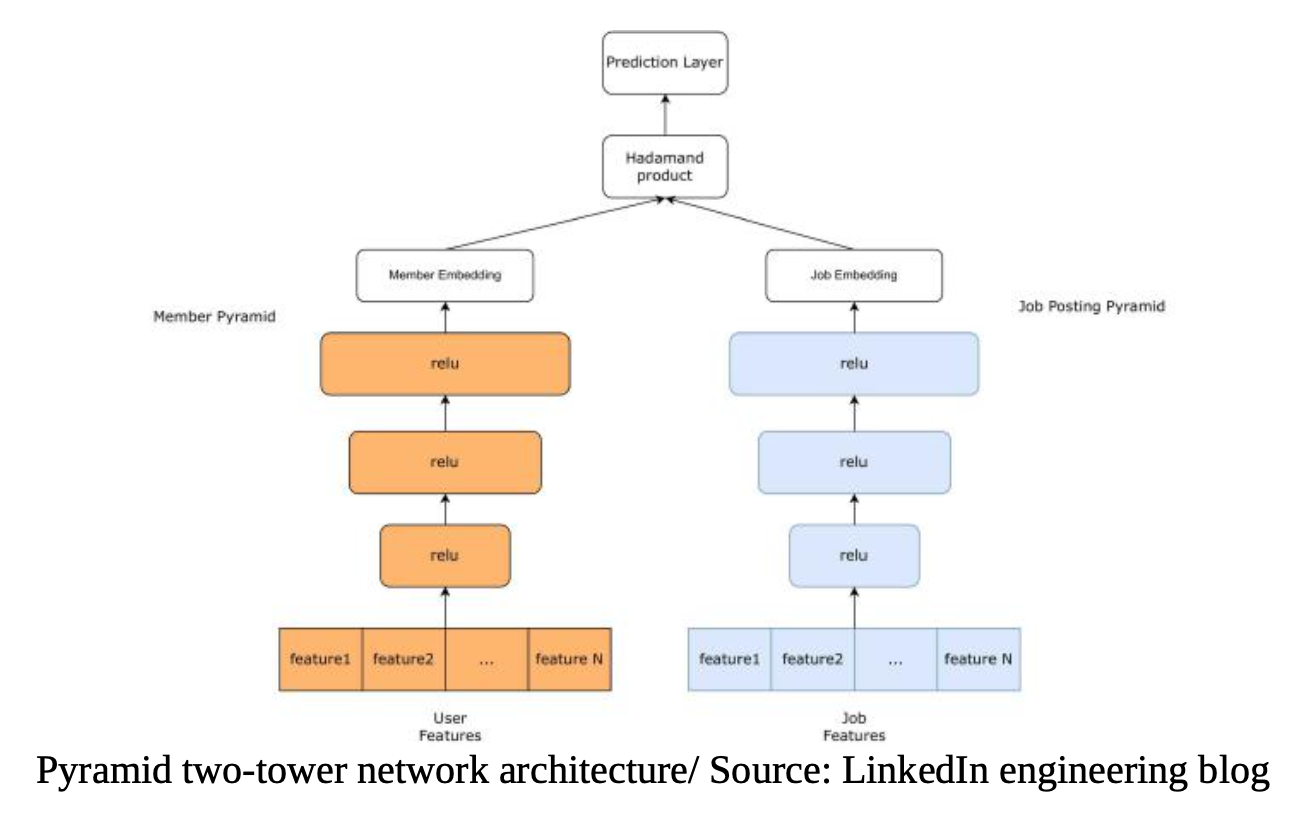 Prediction Layer
Hadamand
product
Member Embedding
Job Embedding
Member Pyramid
Job Posting Pyramid
relu
relu
relu
relu
relu
relu
feature1 feature2 ... feature N
feature1 feature2 ... feature N
User
Features
Job
Features
Pyramid two-tower network architecture/ Source: LinkedIn engineering blog